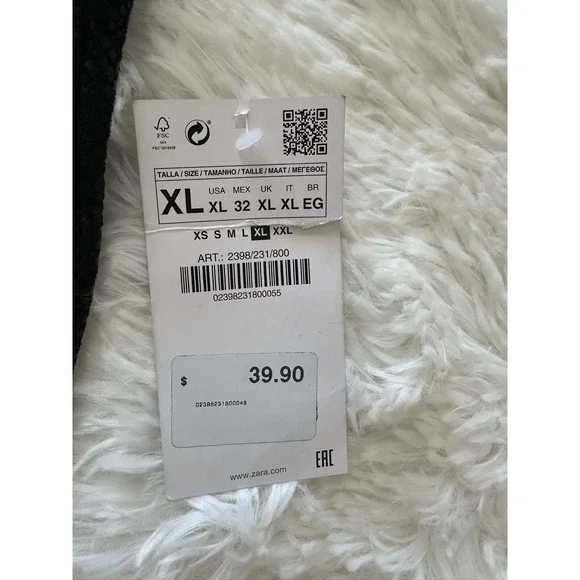 FSC
MIX
TALLA / SIZE / TAMANHO / TAILLE / MAAT / ΜΕΓΕΘΟΣ
XL USA XL MEX 32 UK XL IT XL BR EG
XS S M L XL XXL
ART.: 2398/231/800
02398231800055
$ 39.90
02398231800048
www.zara.com
EAC